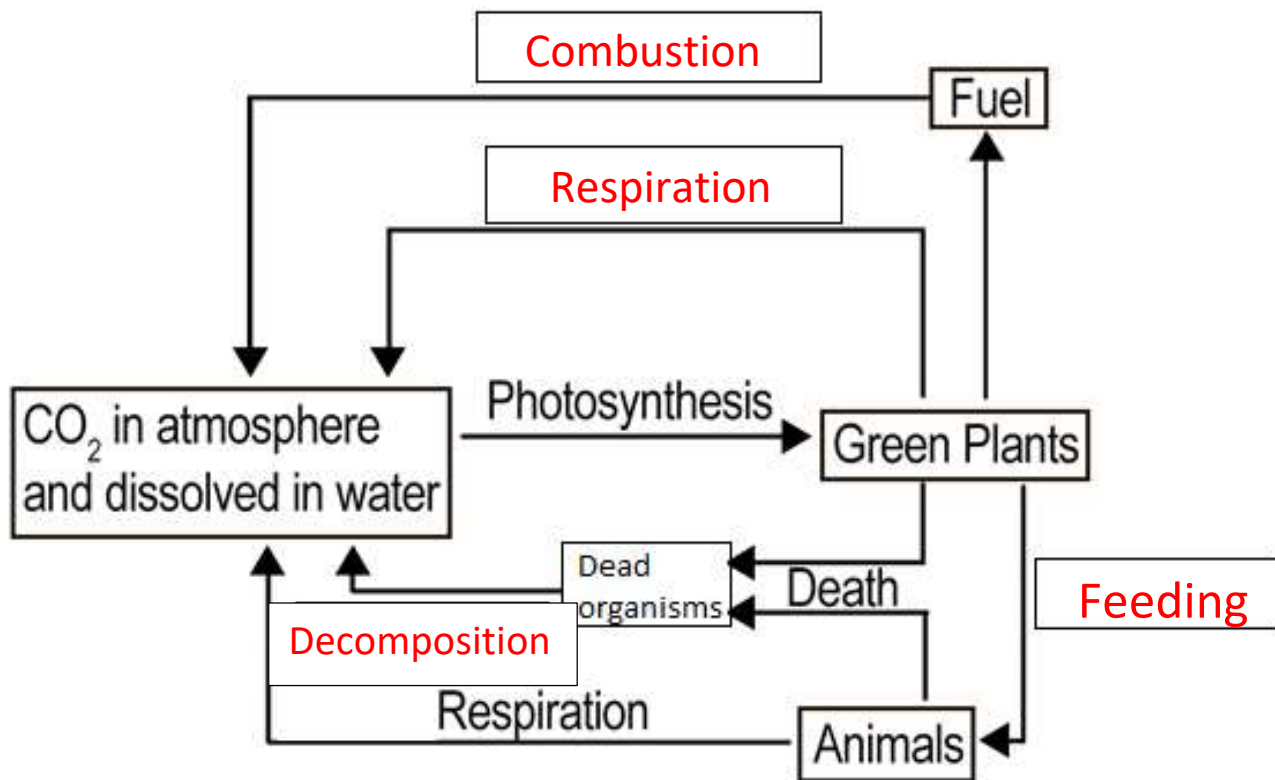 Combustion
Fuel
Respiration
Photosynthesis
CO₂ in atmosphere
and dissolved in water
Green Plants
Dead
organisms
Death
Feeding
Decomposition
Respiration
Animals